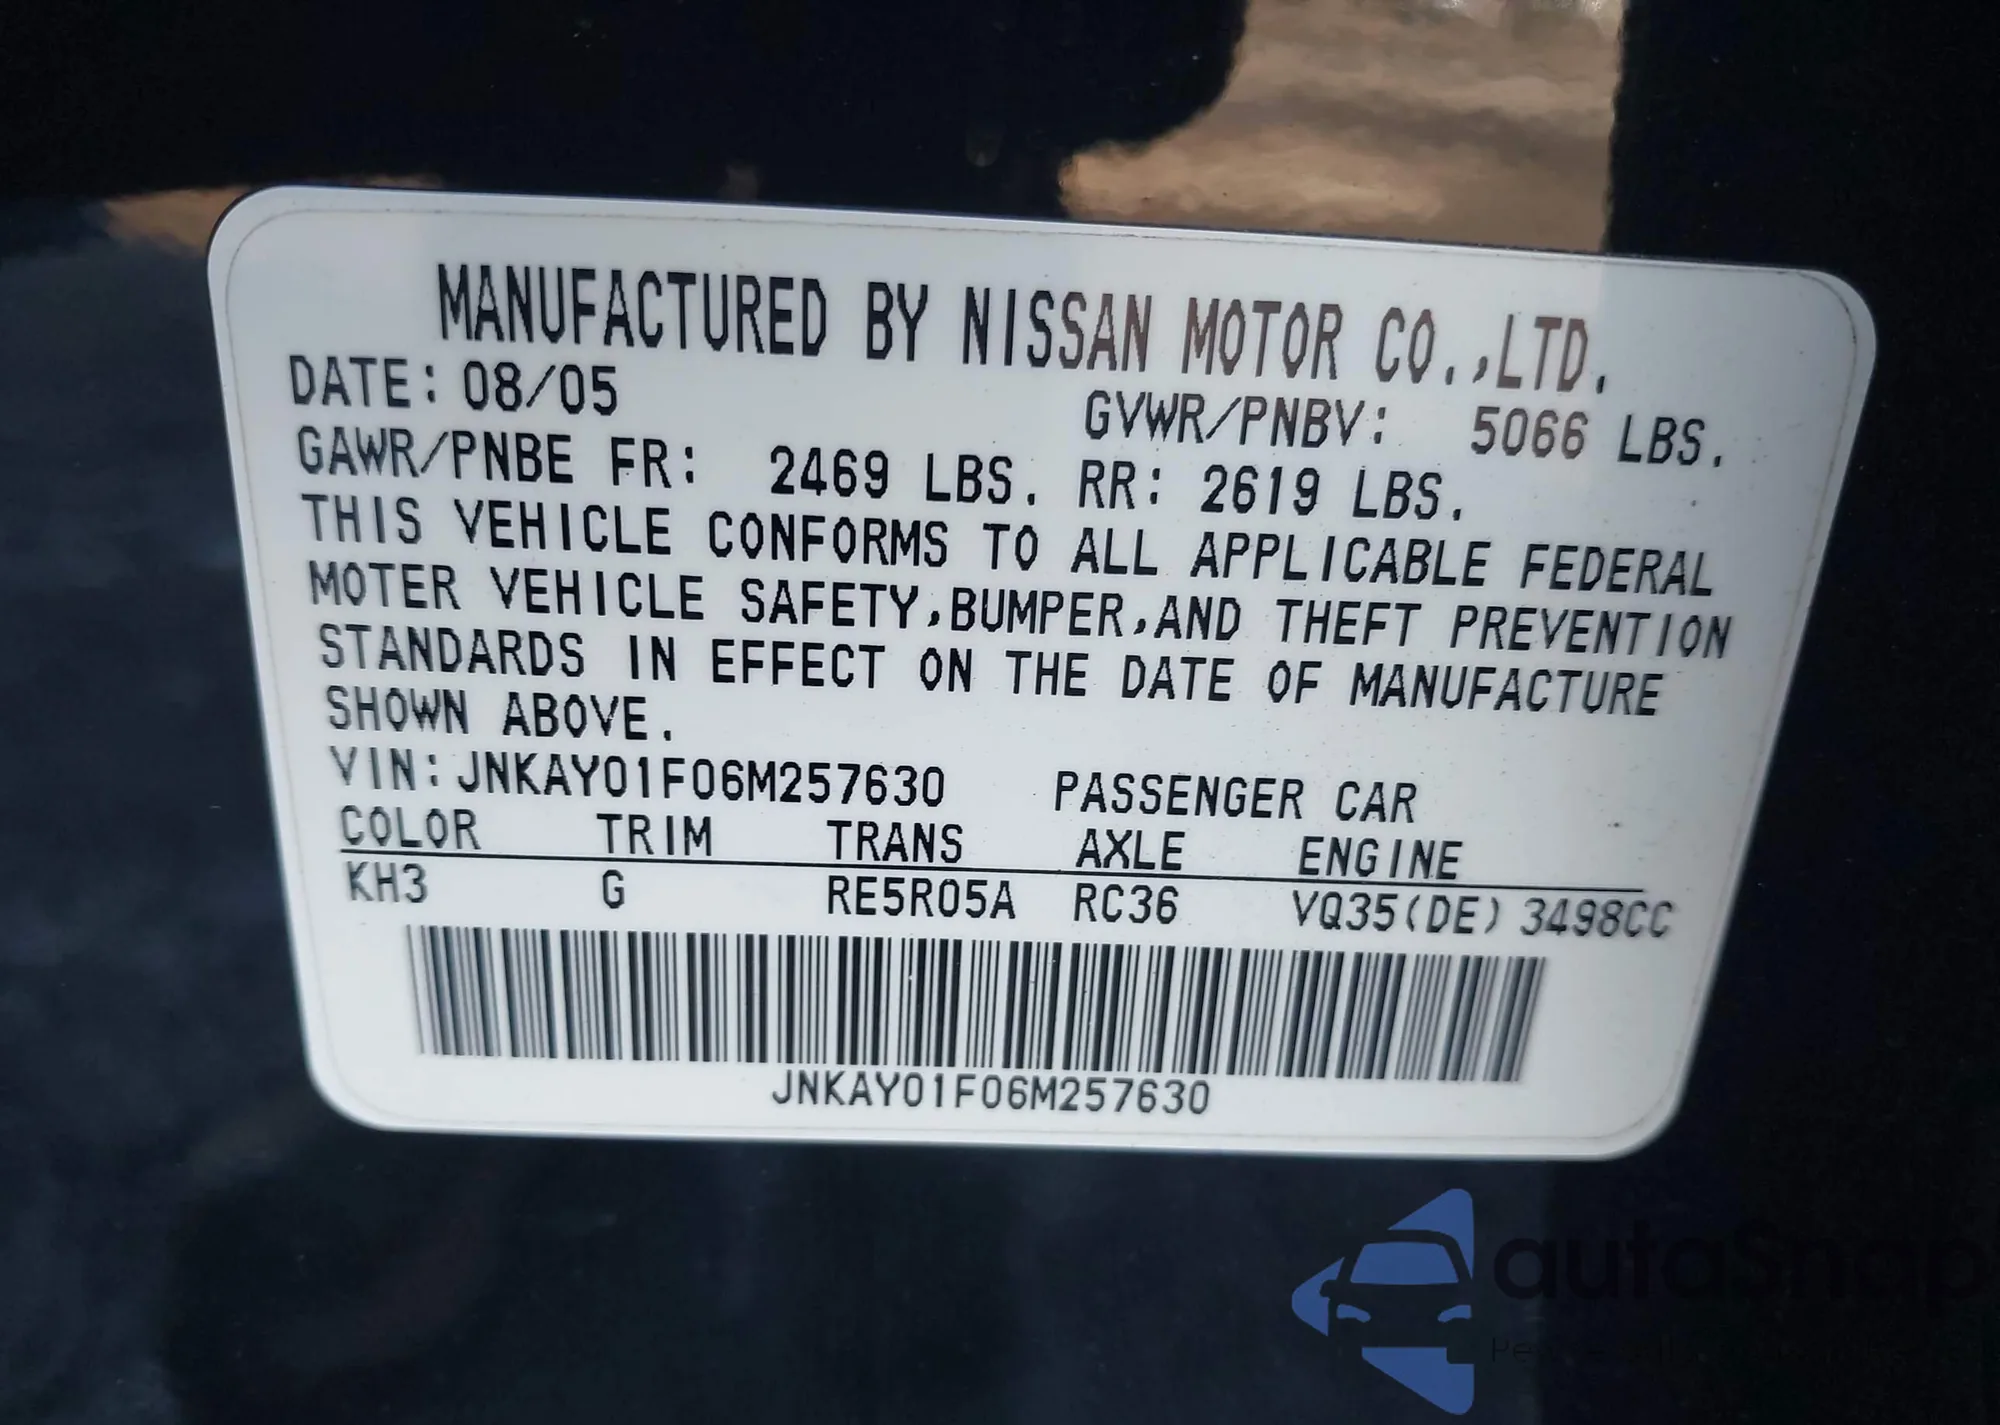 MANUFACTURED BY NISSAN MOTOR CO.,LTD.
DATE: 08/05 GVWR/PNBV: 5066 LBS.
GAWR/PNBE FR: 2469 LBS. RR: 2619 LBS.
THIS VEHICLE CONFORMS TO ALL APPLICABLE FEDERAL
MOTER VEHICLE SAFETY,BUMPER,AND THEFT PREVENTION
STANDARDS IN EFFECT ON THE DATE OF MANUFACTURE
SHOWN ABOVE.
VIN:JNKAY01F06M257630 PASSENGER CAR
COLOR TRIM TRANS AXLE ENGINE
KH3 G RE5R05A RC36 VQ35(DE) 3498CC
JNKAY01F06M257630
autaSnap